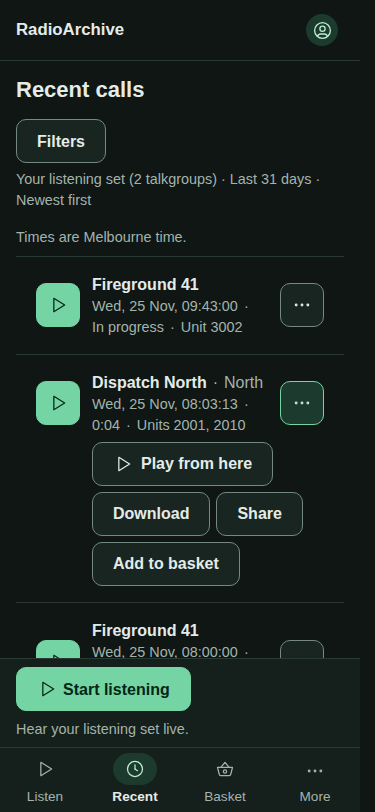 RadioArchive
Recent calls
Filters
Your listening set (2 talkgroups) · Last 31 days ·
Newest first
Times are Melbourne time.
Fireground 41
Wed, 25 Nov, 09:43:00 ·
In progress · Unit 3002
Dispatch North · North
Wed, 25 Nov, 08:03:13 ·
0:04 · Units 2001, 2010
Play from here
Download Share
Add to basket
Fireground 41
Wed, 25 Nov, 08:00:00 ·
Start listening
Hear your listening set live.
Listen Recent Basket More